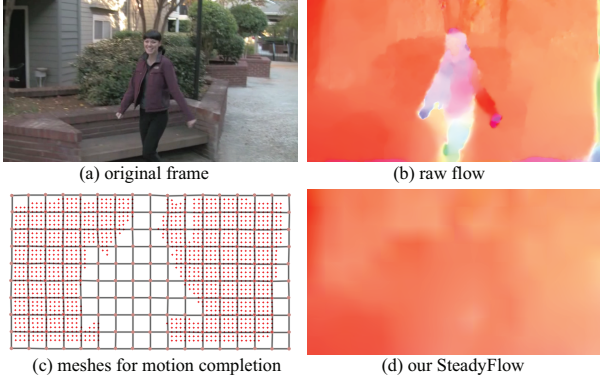 (a) original frame
(b) raw flow
(c) meshes for motion completion
(d) our SteadyFlow